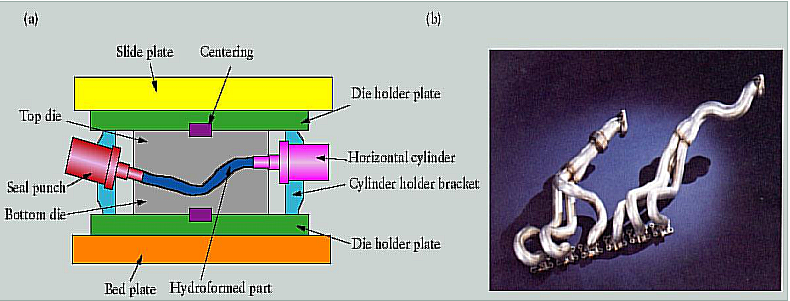 (a)
(b)
Slide plate
Centering
Die holder plate
Top die
Horizontal cylinder
Seal punch
Cylinder holder bracket
Bottom die
Die holder plate
Bed plate
Hydroformed part